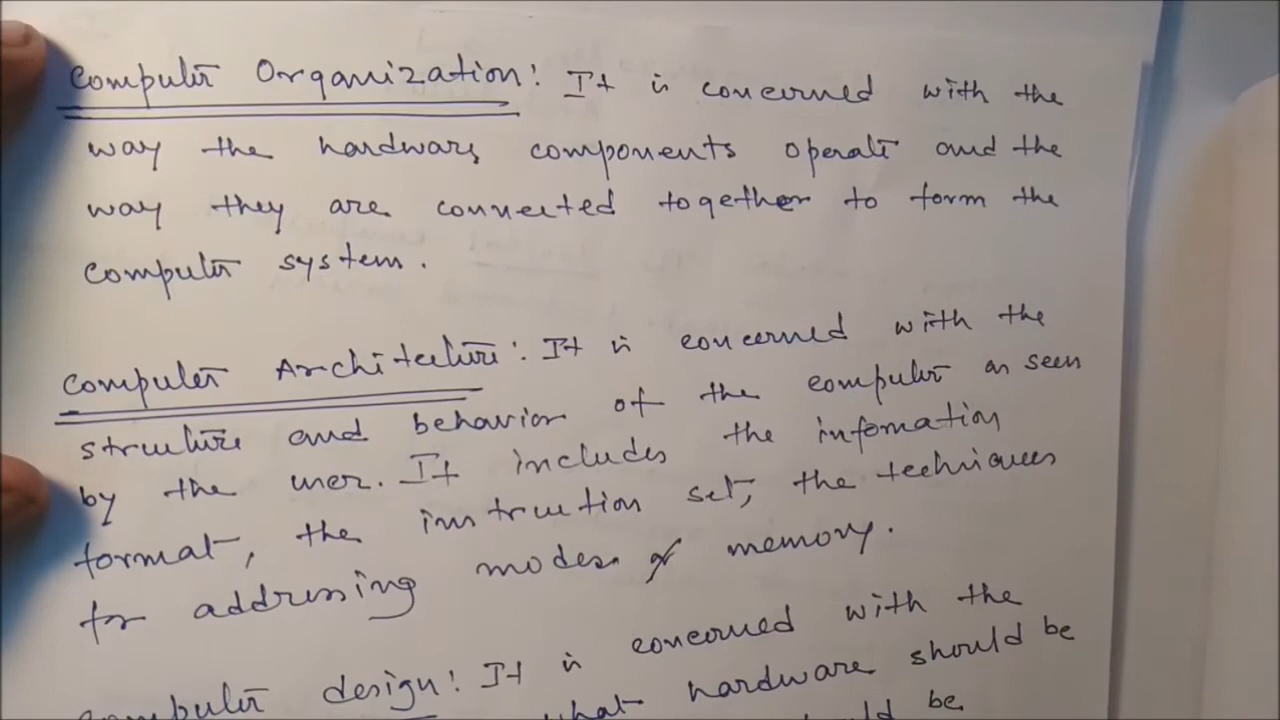 Computer Organization: It is concerned with the
way the hardware components operate and the
way they are connected together to form the
computer system.
Computer Architecture: It is concerned with the
structure and behavior of the computer as seen
by the user. It includes the infomation
format, the instruction set, the techniques
for addressing modes of memory.
Computer design: It is concerned with the
what hardware should be
be